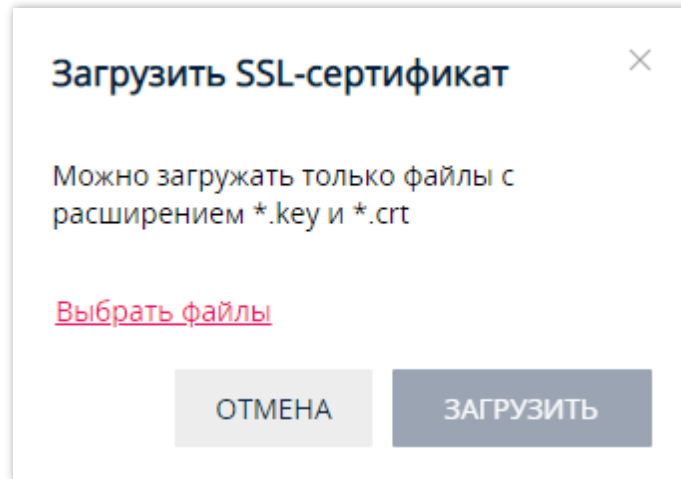 Загрузить SSL-сертификат
Можно загружать только файлы с
расширением *.key и *.crt
Выбрать файлы
ОТМЕНА ЗАГРУЗИТЬ